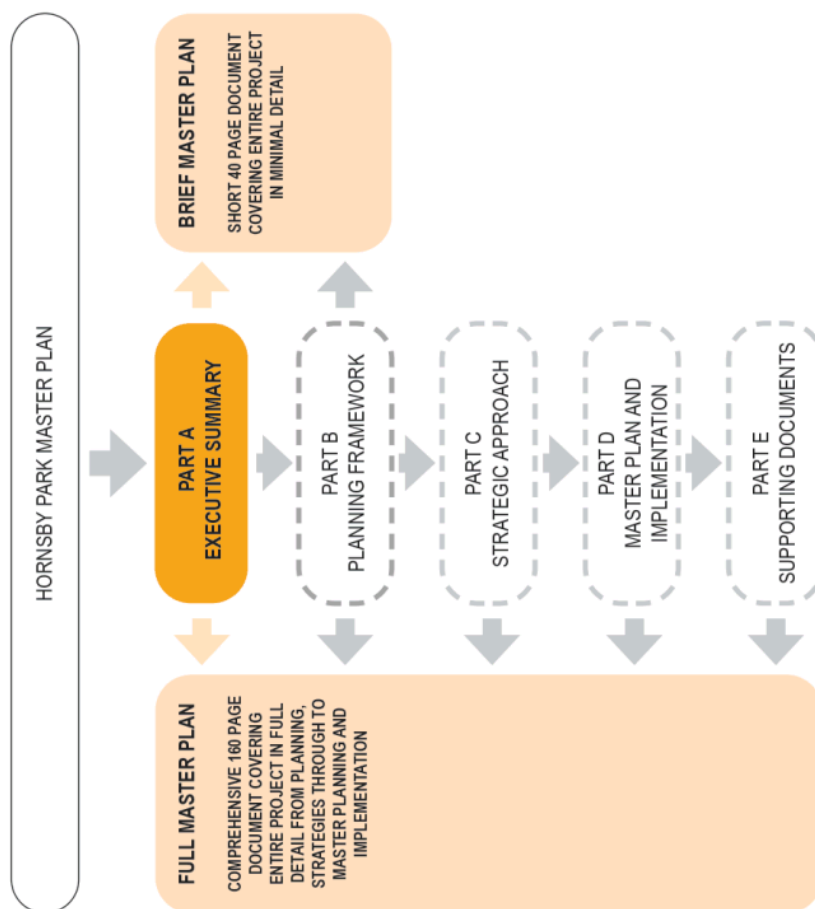 HORNSBY PARK MASTER PLAN
FULL MASTER PLAN
COMPREHENSIVE 160 PAGE
DOCUMENT COVERING
ENTIRE PROJECT IN FULL
DETAIL FROM PLANNING,
STRATEGIES THROUGH TO
MASTER PLANNING AND
IMPLEMENTATION
PART A
EXECUTIVE SUMMARY
BRIEF MASTER PLAN
SHORT 40 PAGE DOCUMENT
COVERING ENTIRE PROJECT
IN MINIMAL DETAIL
PART B
PLANNING FRAMEWORK
PART C
STRATEGIC APPROACH
PART D
MASTER PLAN AND
IMPLEMENTATION
PART E
SUPPORTING DOCUMENTS